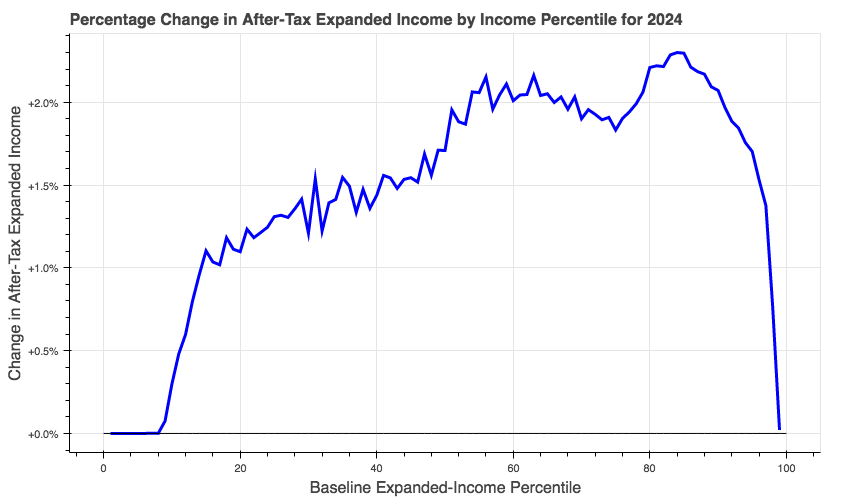 Percentage Change in After-Tax Expanded Income by Income Percentile for 2024
Change in After-Tax Expanded Income
+2.0%
+1.5%
+1.0%
+0.5%
+0.0%
0 20 40 60 80 100
Baseline Expanded-Income Percentile